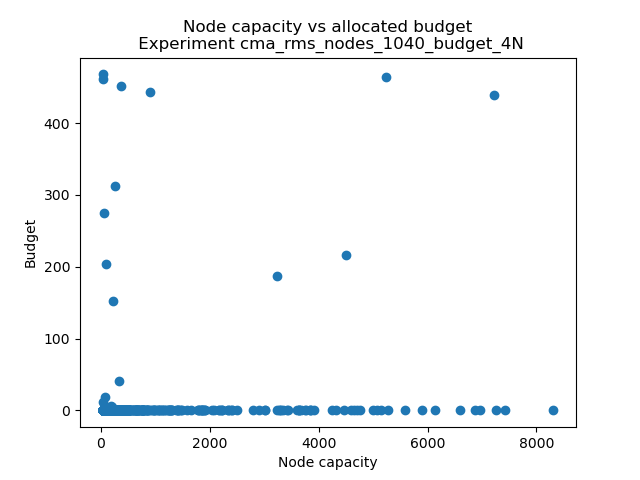 Node capacity vs allocated budget
Experiment cma_rms_nodes_1040_budget_4N
Budget
400
300
200
100
0
0 2000 4000 6000 8000
Node capacity